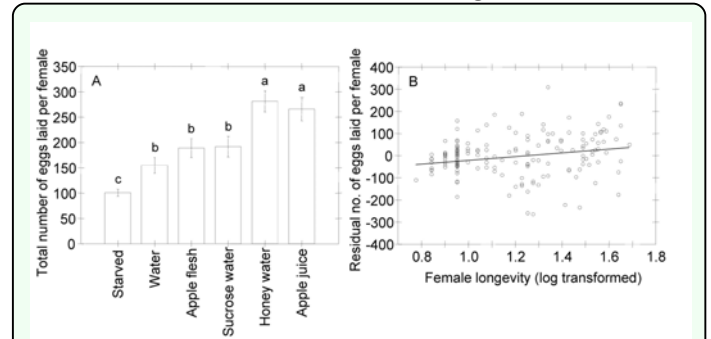 Total number of eggs laid per female
350
300
250
200
150
100
50
0
A
c
b
b
b
a
a
Starved
Water
Apple flesh
Sucrose water
Honey water
Apple juice
Residual no. of eggs laid per female
400
300
200
100
0
-100
-200
-300
-400
B
0.8 1.0 1.2 1.4 1.6 1.8
Female longevity (log transformed)